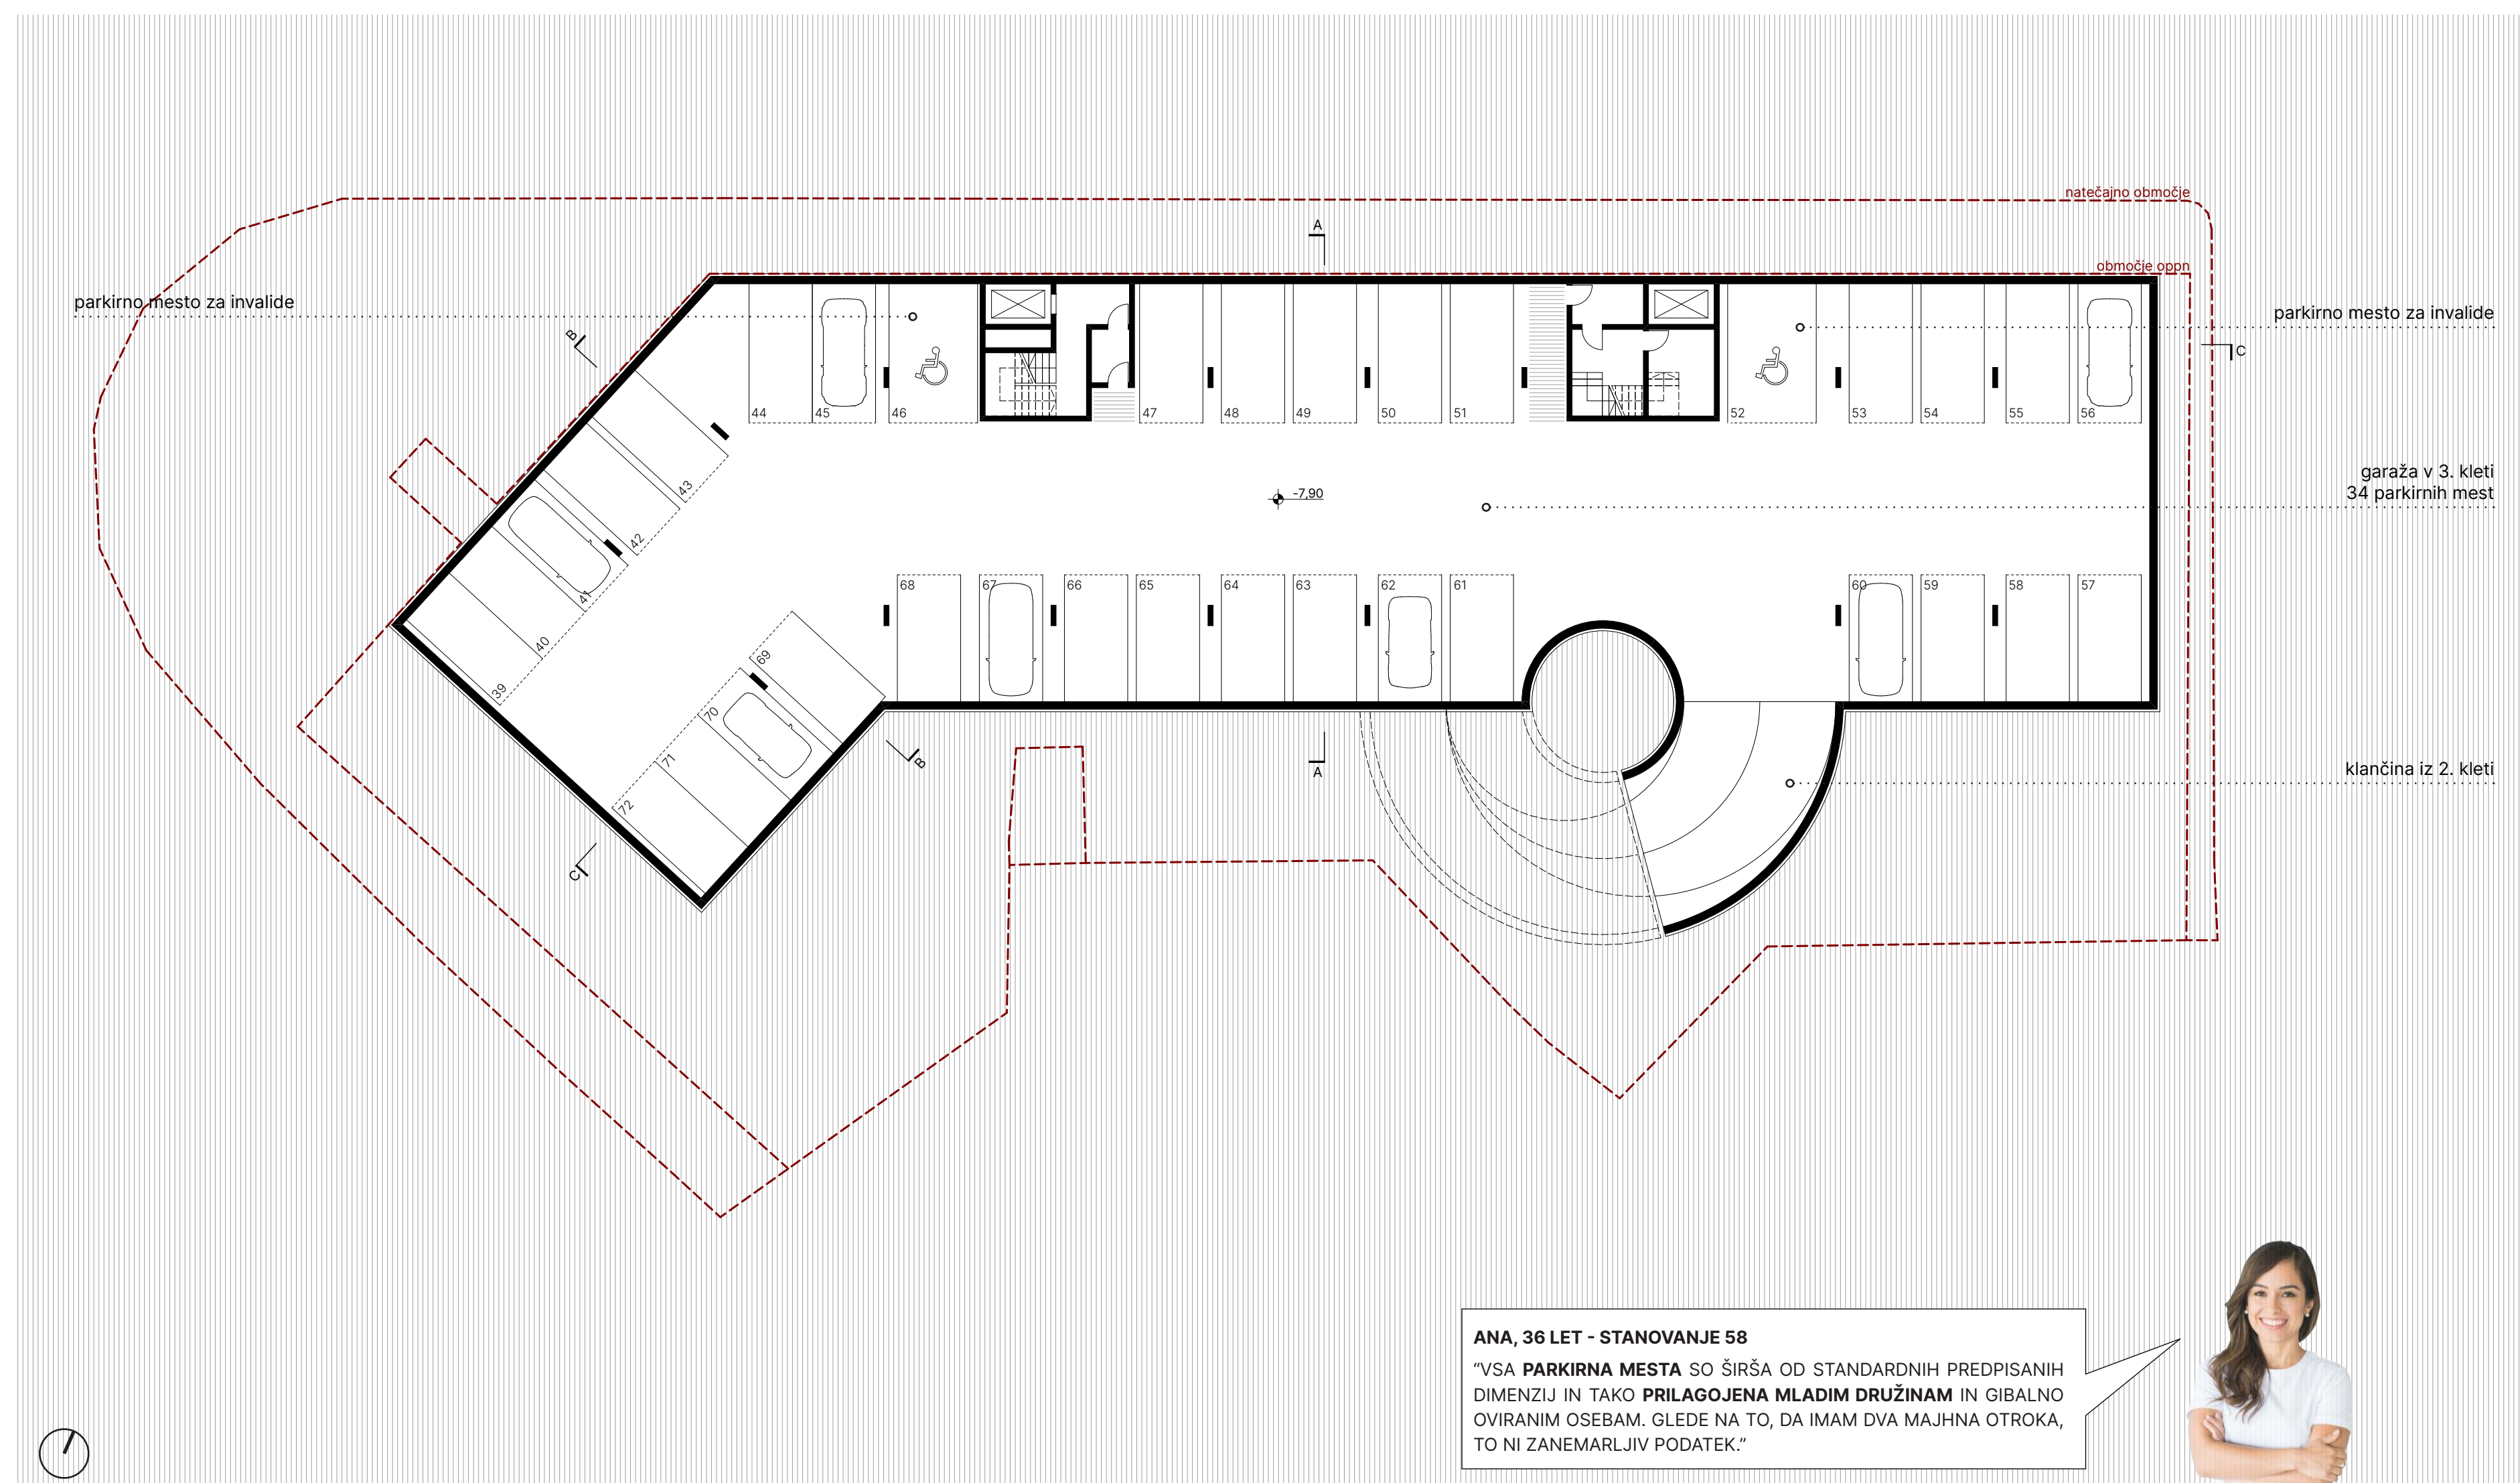 natečajno območje
A
območje oppn
parkirno mesto za invalide
parkirno mesto za invalide
B
C
44
45
46
47
48
49
50
51
52
53
54
55
56
garaža v 3. kleti
34 parkirnih mest
-7,90
43
42
41
40
39
68
67
66
65
64
63
62
61
60
59
58
57
69
70
71
72
B
A
klančina iz 2. kleti
C
ANA, 36 LET - STANOVANJE 58
“VSA PARKIRNA MESTA SO ŠIRŠA OD STANDARDNIH PREDPISANIH
DIMENZIJ IN TAKO PRILAGOJENA MLADIM DRUŽINAM IN GIBALNO
OVIRANIM OSEBAM. GLEDE NA TO, DA IMAM DVA MAJHNA OTROKA,
TO NI ZANEMARLJIV PODATEK.”